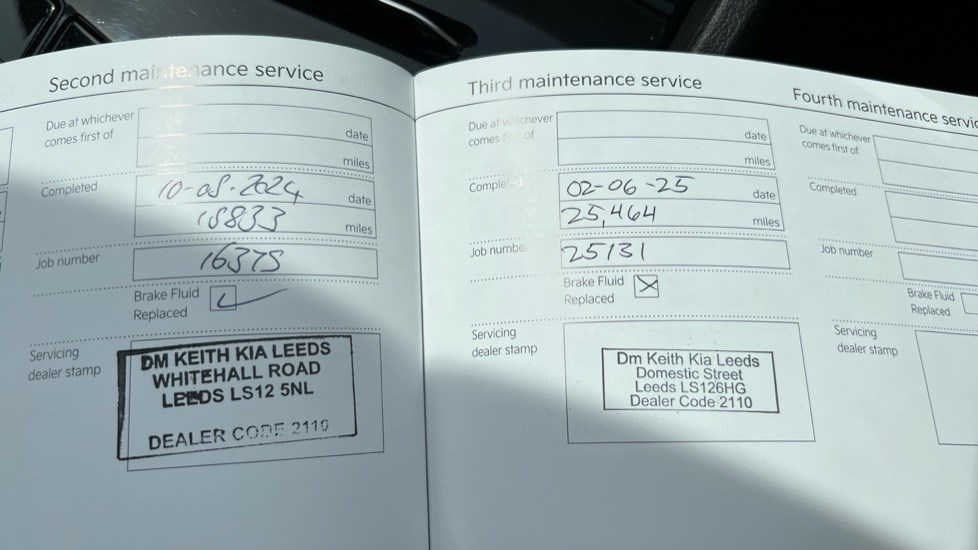 Second maintenance service
Due at whichever
comes first of
date
miles
Completed
10-08-2024
date
18833
miles
Job number
16375
Brake Fluid
Replaced
Servicing
dealer stamp
DM KEITH KIA LEEDS
WHITEHALL ROAD
LEEDS LS12 5NL
DEALER CODE 2110
Third maintenance service
Due at whichever
comes first of
date
miles
Completed
02-06-25
date
25,464
miles
Job number
25131
Brake Fluid
Replaced
Servicing
dealer stamp
Dm Keith Kia Leeds
Domestic Street
Leeds LS126HG
Dealer Code 2110
Fourth maintenance servic
Due at whichever
comes first of
Completed
Job number
Brake Fluid
Replaced
Servicing
dealer stamp